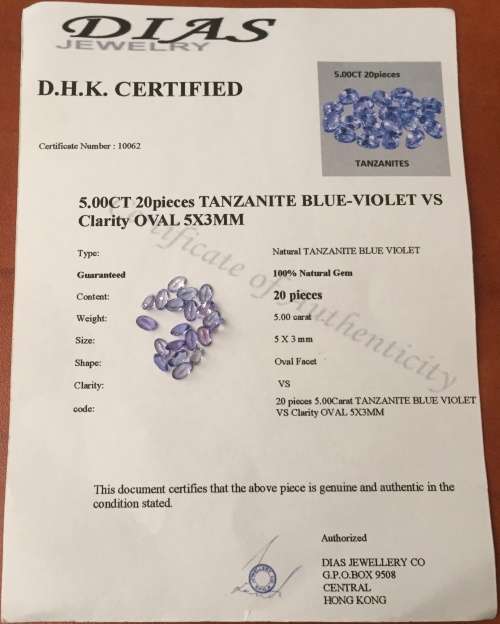 DIAS
JEWELRY
D.H.K. CERTIFIED
5.00CT 20pieces
TANZANITES
Certificate Number : 10062
5.00CT 20pieces TANZANITE BLUE-VIOLET VS
Clarity OVAL 5X3MM
Certificate of Authenticity
Type: Natural TANZANITE BLUE VIOLET
Guaranteed 100% Natural Gem
Content: 20 pieces
Weight: 5.00 carat
Size: 5 X 3 mm
Shape: Oval Facet
Clarity: VS
code: 20 pieces 5.00Carat TANZANITE BLUE VIOLET
VS Clarity OVAL 5X3MM
This document certifies that the above piece is genuine and authentic in the
condition stated.
Authorized
DIAS JEWELLERY CO
G.P.O.BOX 9508
CENTRAL
HONG KONG